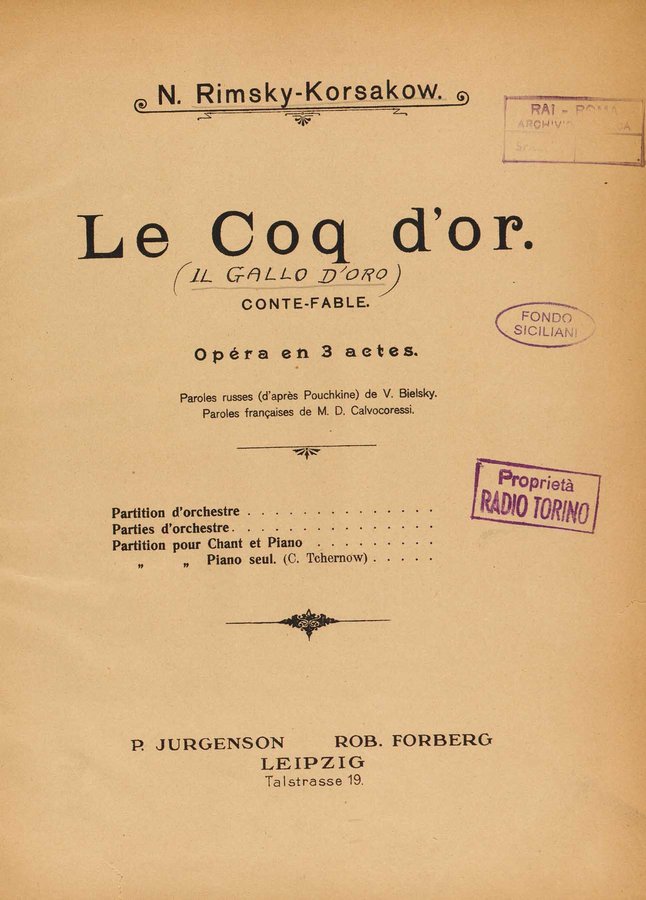 N. Rimsky-Korsakow.
RAI - ROMA
Le Coq d'or.
(IL GALLO D'ORO)
CONTE-FABLE.
FONDO
SICILIANI
Opéra en 3 actes.
Paroles russes (d'après Pouchkine) de V. Bielsky.
Paroles françaises de M. D. Calvocoressi.
Proprietà
RADIO TORINO
Partition d'orchestre . . . . . . . . . . . . . .
Parties d'orchestre. . . . . . . . . . . . . . .
Partition pour Chant et Piano . . . . . . . . .
„ „ Piano seul. (C. Tchernow) . . . . .
P. JURGENSON ROB. FORBERG
LEIPZIG
Talstrasse 19.